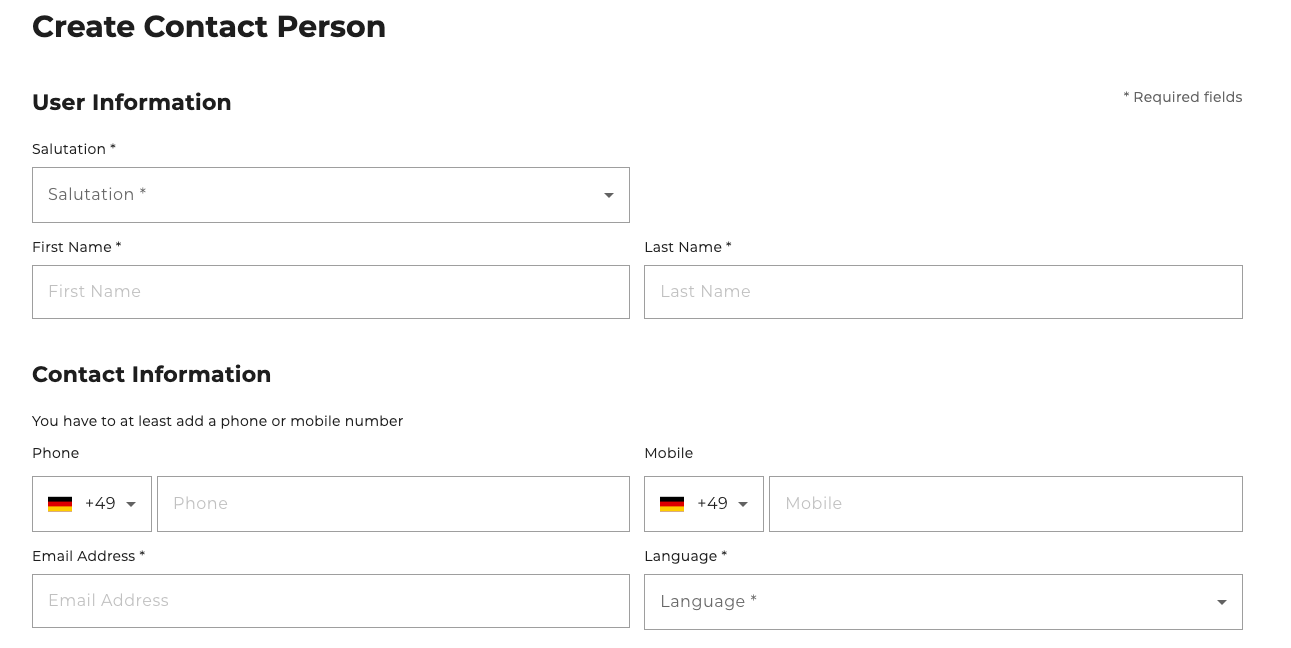 Create Contact Person
User Information
* Required fields
Salutation *
Salutation *
First Name *
Last Name *
First Name
Last Name
Contact Information
You have to at least add a phone or mobile number
Phone
Mobile
+49
Phone
+49
Mobile
Email Address *
Language *
Email Address
Language *